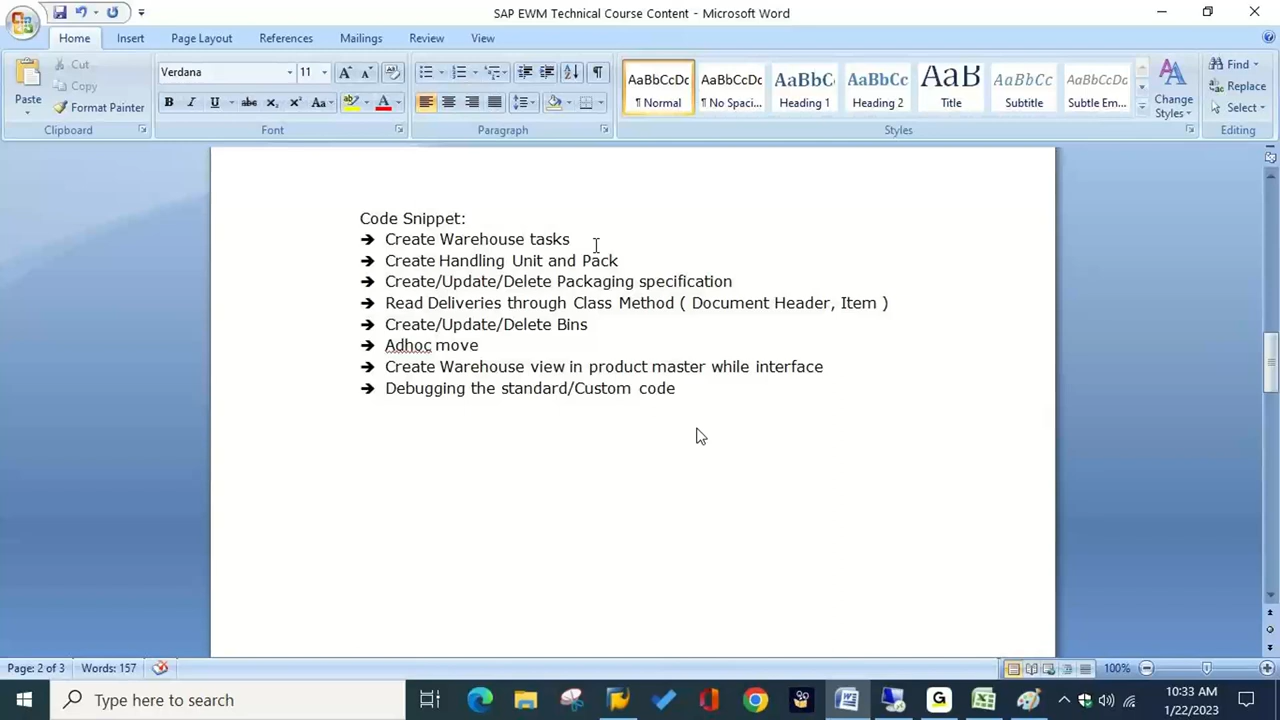 SAP EWM Technical Course Content - Microsoft Word
Home Insert Page Layout References Mailings Review View
Paste
Cut
Copy
Format Painter
Clipboard
Verdana 11
Font
Paragraph
AaBbCcDc AaBbCcDc AaBbC AaBbCc AaB AaBbCc AaBbCcDc
¶ Normal ¶ No Spaci... Heading 1 Heading 2 Title Subtitle Subtle Em...
Change Styles
Styles
Find
Replace
Select
Editing
Code Snippet:
➔ Create Warehouse tasks
➔ Create Handling Unit and Pack
➔ Create/Update/Delete Packaging specification
➔ Read Deliveries through Class Method ( Document Header, Item )
➔ Create/Update/Delete Bins
➔ Adhoc move
➔ Create Warehouse view in product master while interface
➔ Debugging the standard/Custom code
Page: 2 of 3 Words: 157 100%
Type here to search
10:33 AM
1/22/2023